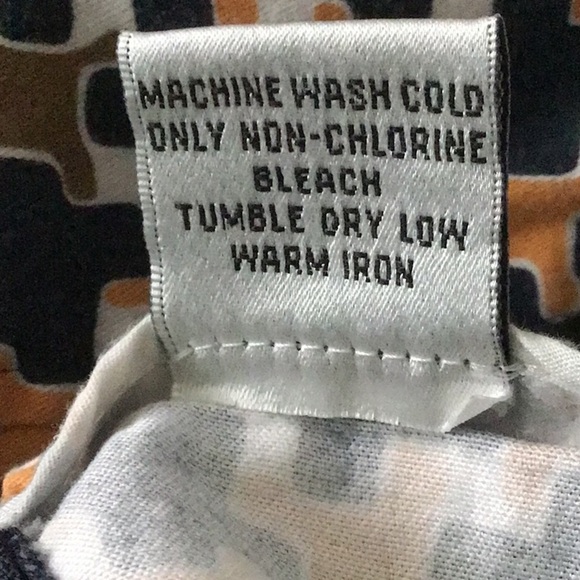 MACHINE WASH COLD
ONLY NON-CHLORINE
BLEACH
TUMBLE DRY LOW
WARM IRON